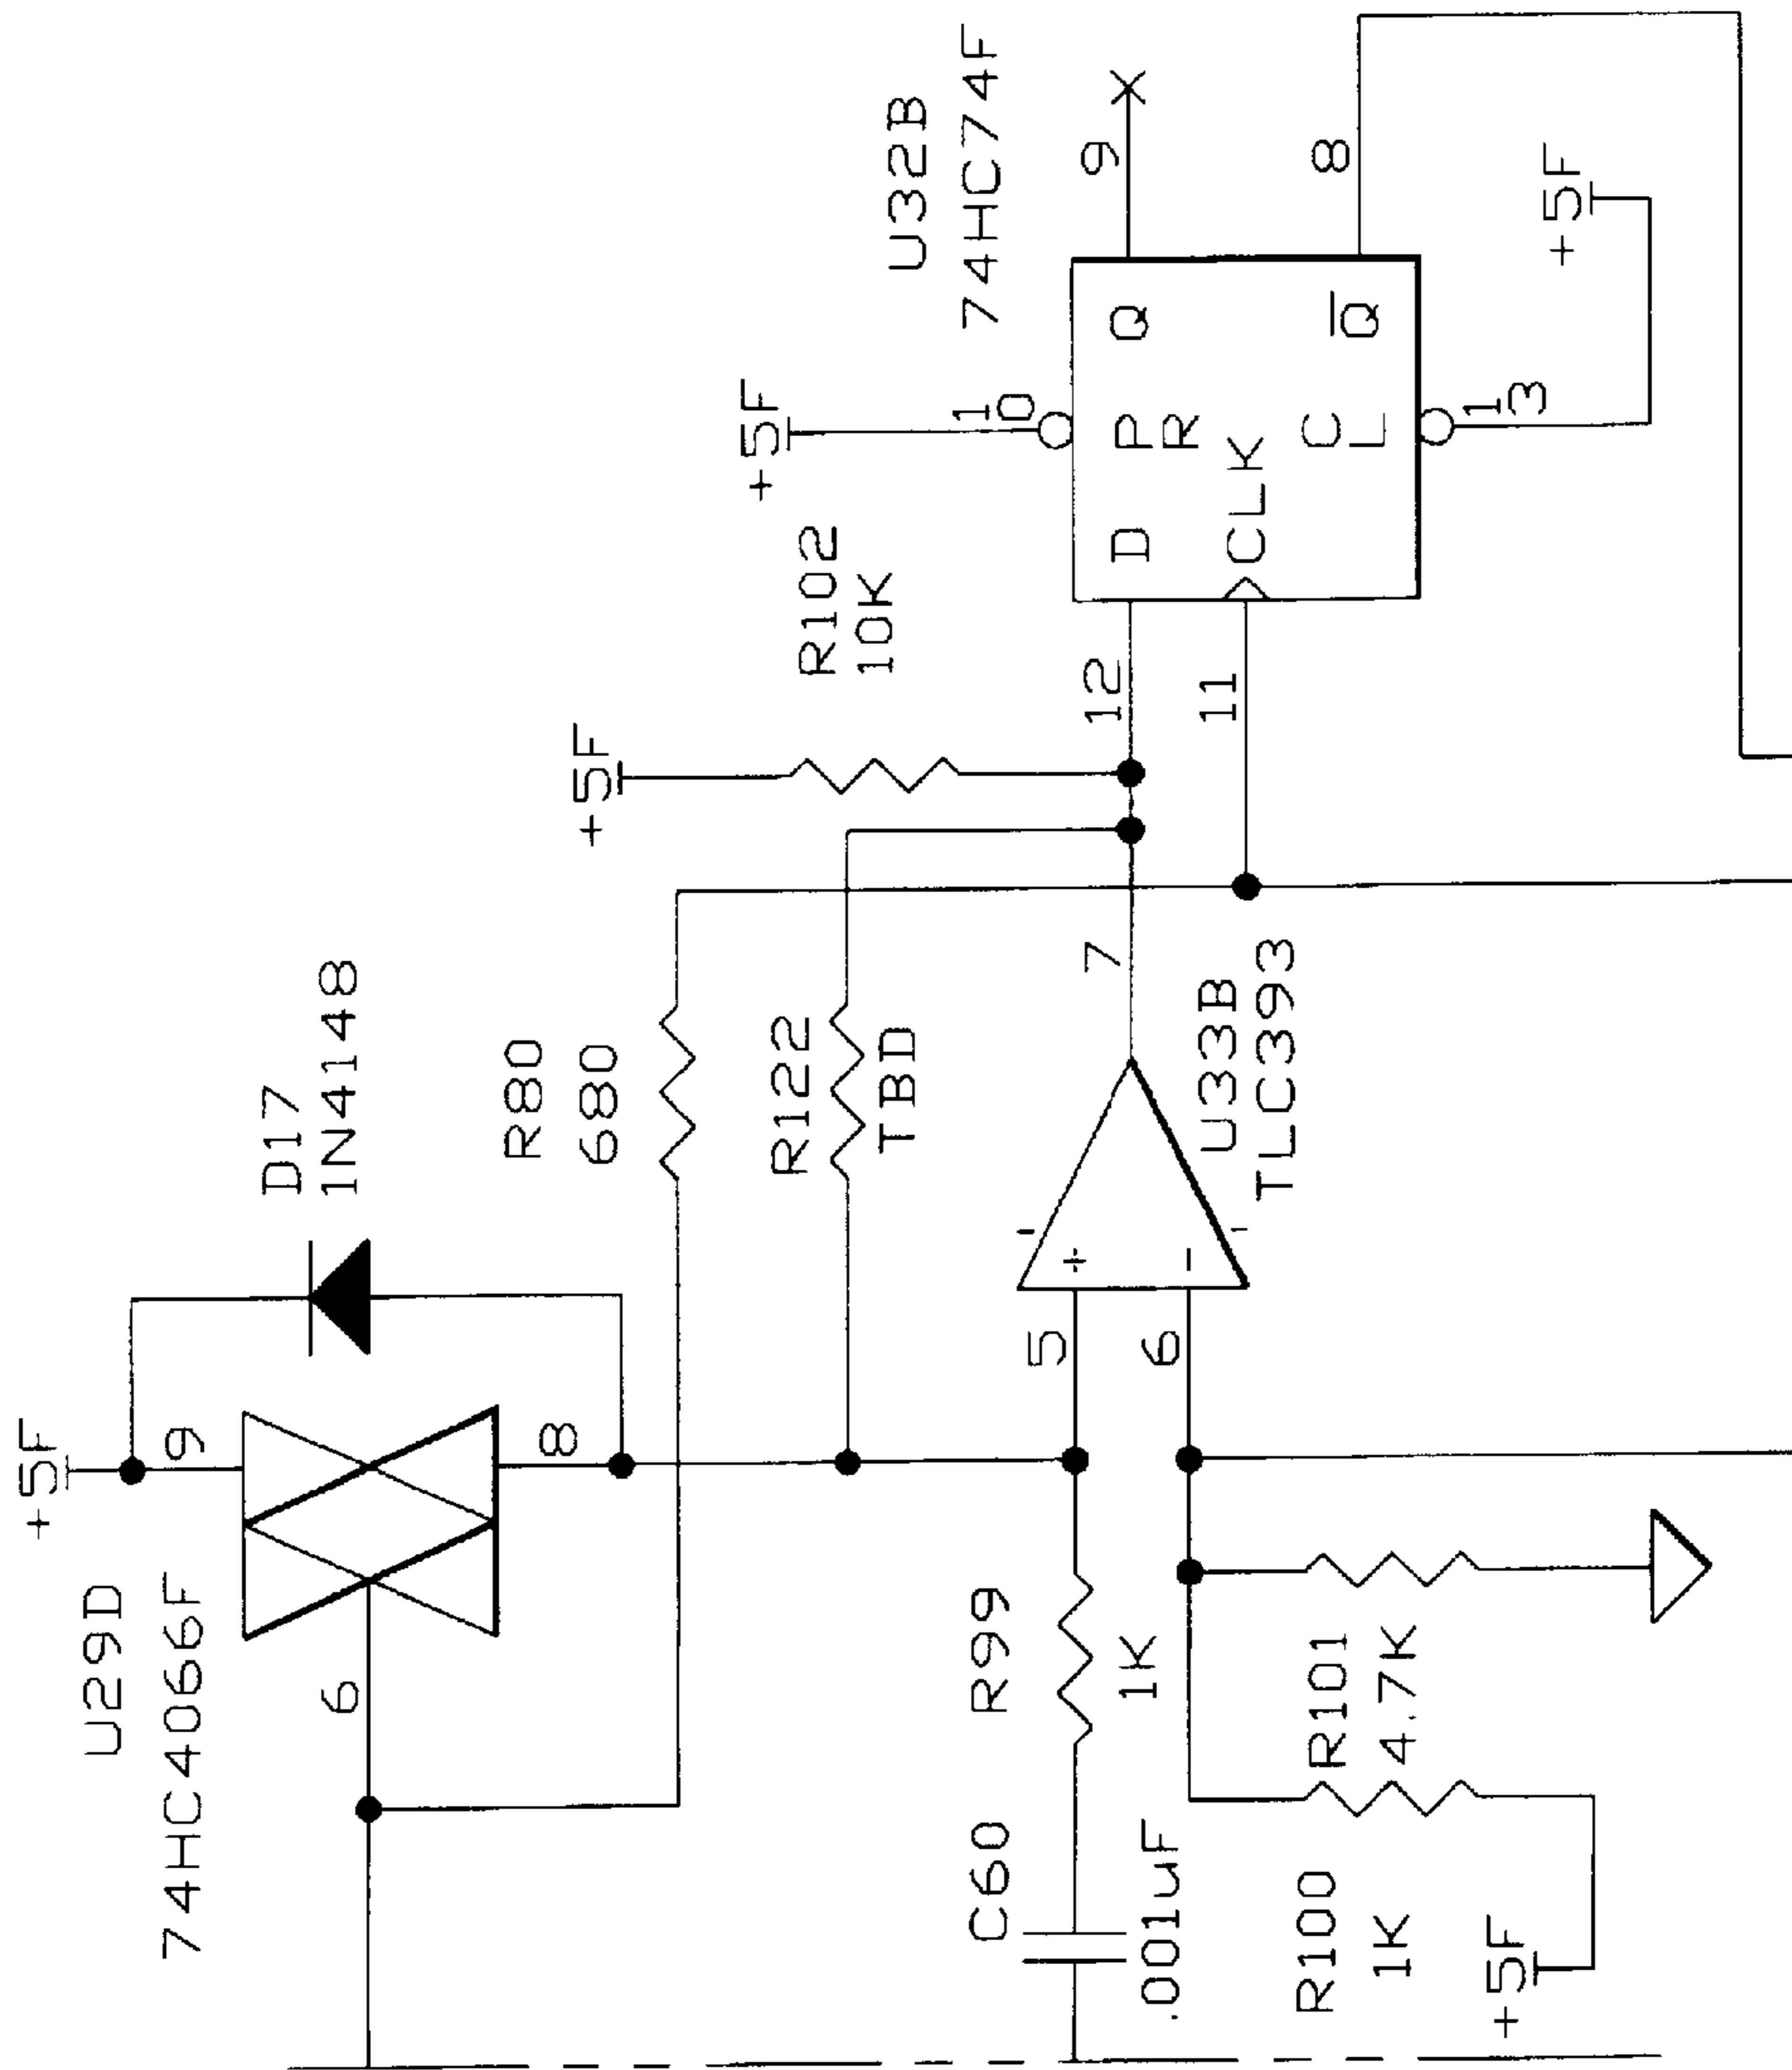 +5F
U29D
74HC4066F
9
8
6
D17
1N4148
R80
680
R122
TBD
+5F
R102
10K
+5F
U32B
74HC74F
C60
.001uF
R99
1K
5
6
+
-
7
U33B
TLC393
12
11
10
13
9
8
D
PR
Q
CLK
CL
Q̅
+5F
R101
4.7K
R100
1K
+5F